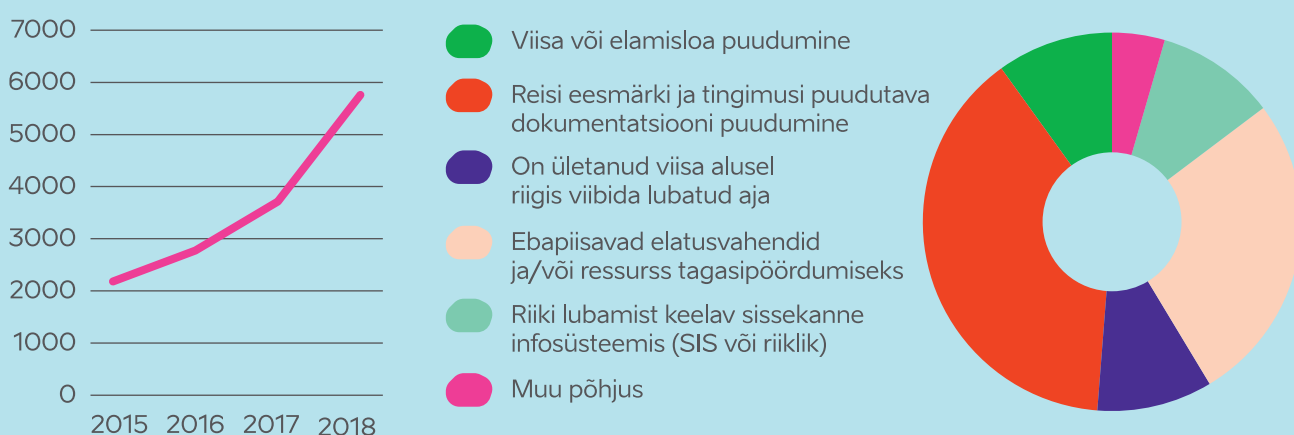 7000
6000
5000
4000
3000
2000
1000
0
2015 2016 2017 2018
Viisa või elamisloa puudumine
Reisi eesmärki ja tingimusi puudutava
dokumentatsiooni puudumine
On ületanud viisa alusel
riigis viibida lubatud aja
Ebapiisavad elatusvahendid
ja/või ressurss tagasipöördumiseks
Riiki lubamist keelav sissekanne
infosüsteemis (SIS või riiklik)
Muu põhjus